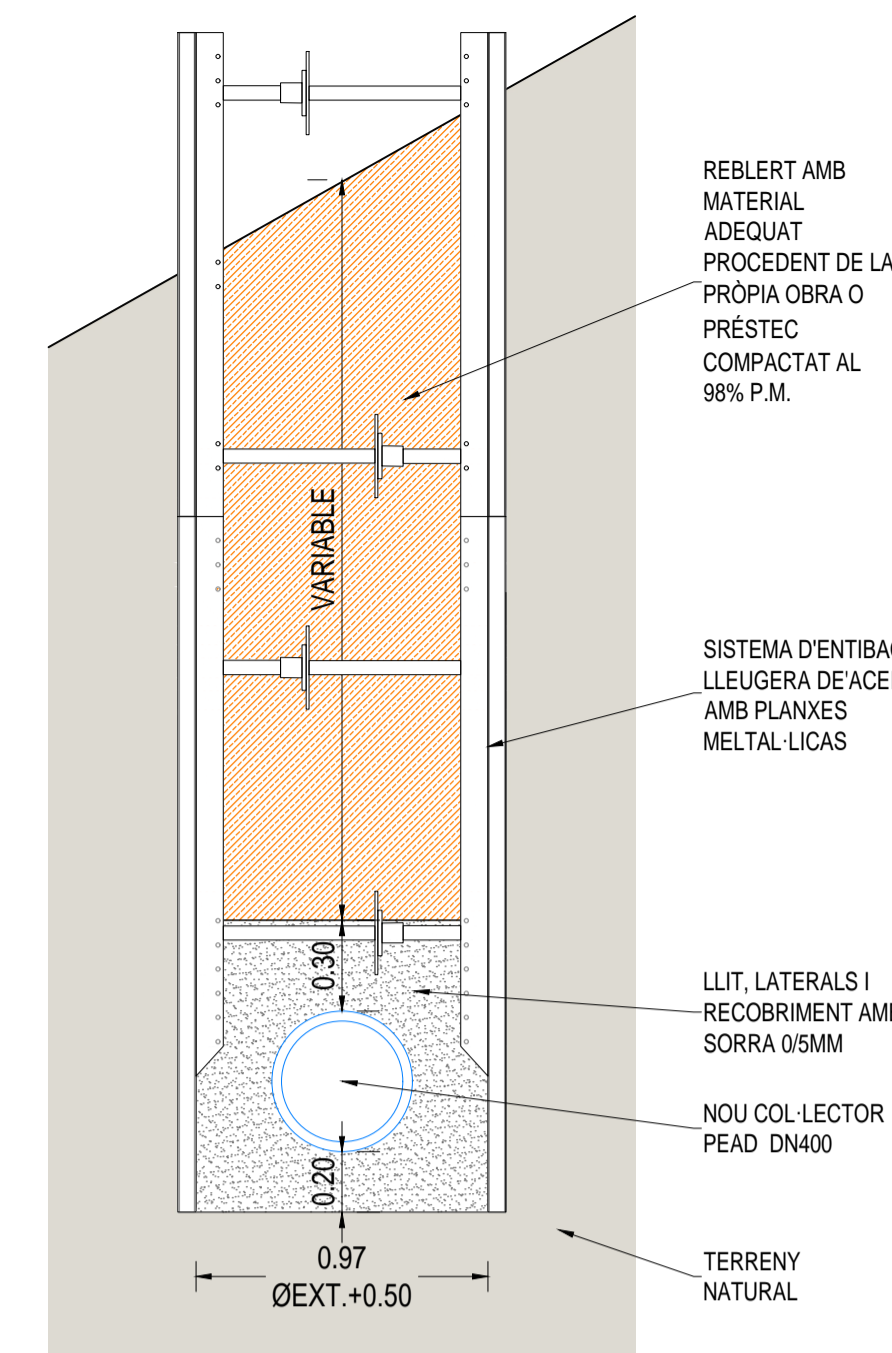 REBLERT AMB
MATERIAL
ADEQUAT
PROCEDENT DE LA
PRÒPIA OBRA O
PRÉSTEC
COMPACTAT AL
98% P.M.
VARIABLE
SISTEMA D'ENTIBAC
LLEUGERA DE'ACE
AMB PLANXES
MELTAL·LICAS
0.30
LLIT, LATERALS I
RECOBRIMENT AM
SORRA 0/5MM
NOU COL·LECTOR
PEAD DN400
0.20
0.97
ØEXT.+0.50
TERRENY
NATURAL